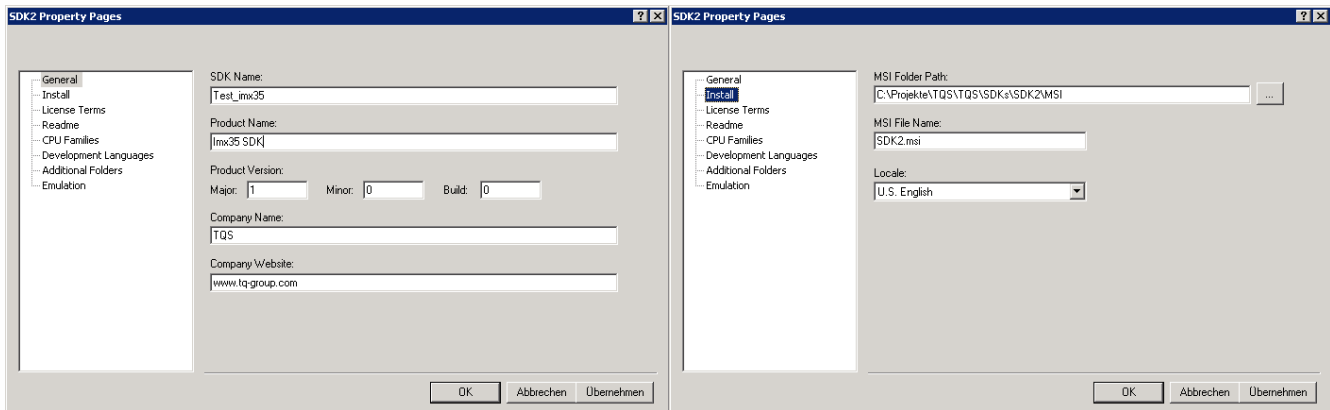 SDK2 Property Pages
General
Install
License Terms
Readme
CPU Families
Development Languages
Additional Folders
Emulation
SDK Name:
Test_imx35
Product Name:
Imx35 SDK
Product Version:
Major: 1 Minor: 0 Build: 0
Company Name:
TQS
Company Website:
www.tq-group.com
OK Abbrechen Übernehmen
SDK2 Property Pages
General
Install
License Terms
Readme
CPU Families
Development Languages
Additional Folders
Emulation
MSI Folder Path:
C:\Projekte\TQS\TQS\SDKs\SDK2\MSI ...
MSI File Name:
SDK2.msi
Locale:
U.S. English
OK Abbrechen Übernehmen